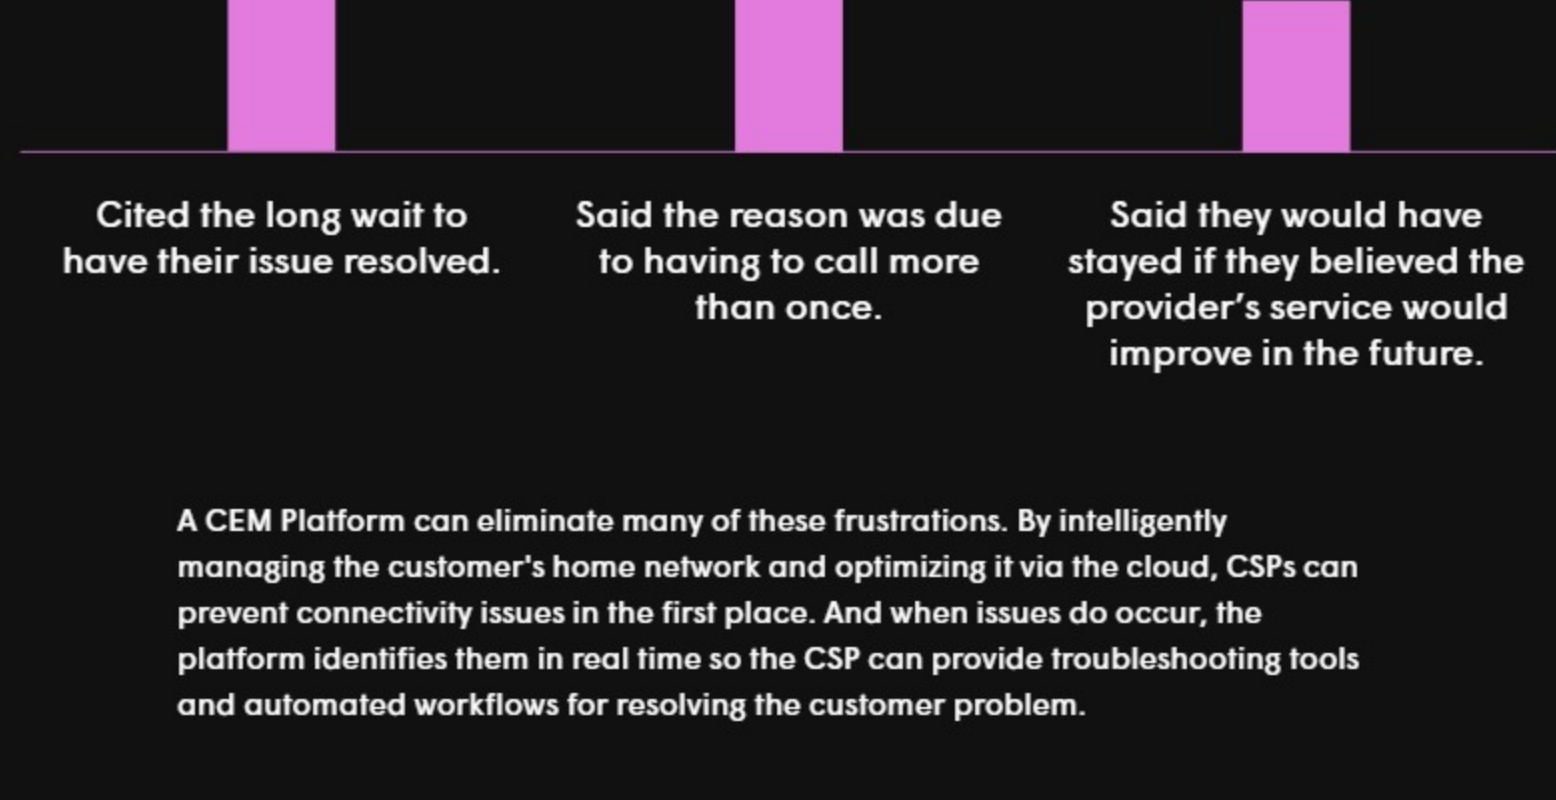 Cited the long wait to
have their issue resolved.
Said the reason was due
to having to call more
than once.
Said they would have
stayed if they believed the
provider’s service would
improve in the future.
A CEM Platform can eliminate many of these frustrations. By intelligently
managing the customer's home network and optimizing it via the cloud, CSPs can
prevent connectivity issues in the first place. And when issues do occur, the
platform identifies them in real time so the CSP can provide troubleshooting tools
and automated workflows for resolving the customer problem.